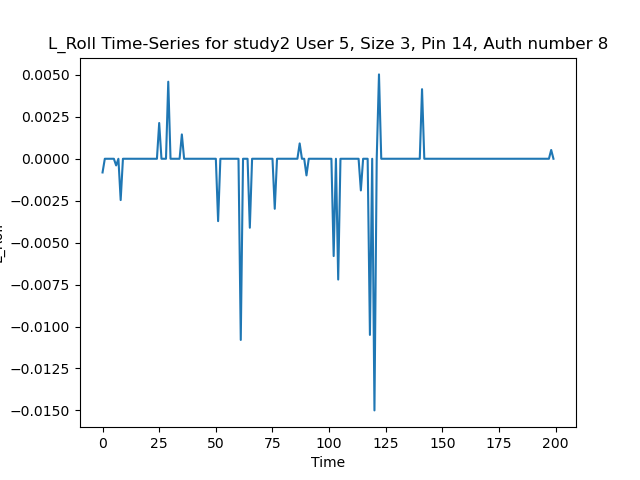 L_Roll Time-Series for study2 User 5, Size 3, Pin 14, Auth number 8
0.0050
0.0025
0.0000
−0.0025
−0.0050
−0.0075
−0.0100
−0.0125
−0.0150
L_Roll
0 25 50 75 100 125 150 175 200
Time